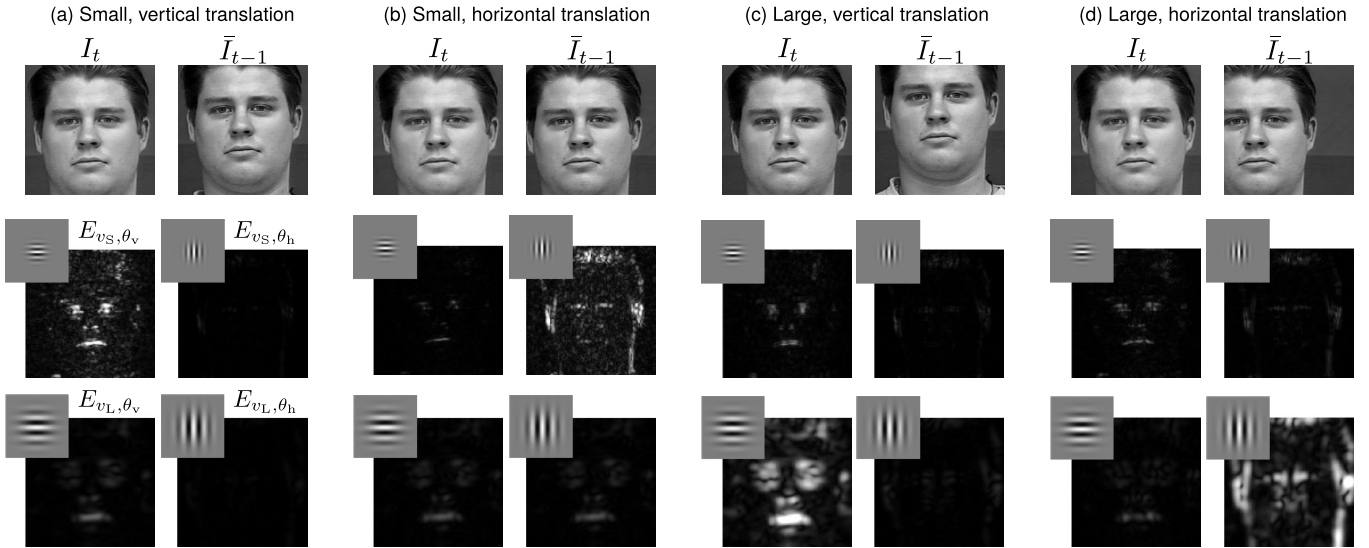 (a) Small, vertical translation (b) Small, horizontal translation (c) Large, vertical translation (d) Large, horizontal translation
I_t Ī_{t−1} I_t Ī_{t−1} I_t Ī_{t−1} I_t Ī_{t−1}
E_{v_S,θ_v} E_{v_S,θ_h}
E_{v_L,θ_v} E_{v_L,θ_h}